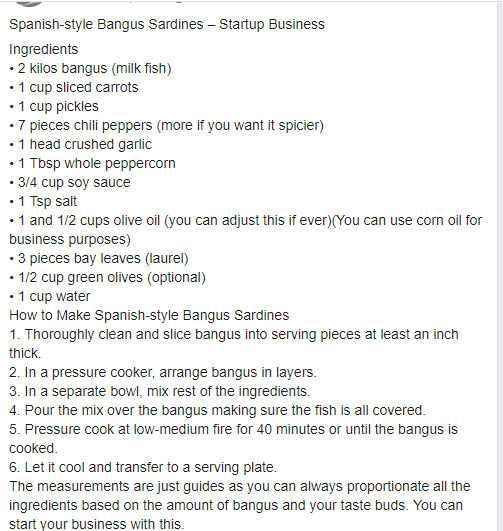 Spanish-style Bangus Sardines – Startup Business
Ingredients
• 2 kilos bangus (milk fish)
• 1 cup sliced carrots
• 1 cup pickles
• 7 pieces chili peppers (more if you want it spicier)
• 1 head crushed garlic
• 1 Tbsp whole peppercorn
• 3/4 cup soy sauce
• 1 Tsp salt
• 1 and 1/2 cups olive oil (you can adjust this if ever)(You can use corn oil for
business purposes)
• 3 pieces bay leaves (laurel)
• 1/2 cup green olives (optional)
• 1 cup water
How to Make Spanish-style Bangus Sardines
1. Thoroughly clean and slice bangus into serving pieces at least an inch
thick.
2. In a pressure cooker, arrange bangus in layers.
3. In a separate bowl, mix rest of the ingredients.
4. Pour the mix over the bangus making sure the fish is all covered.
5. Pressure cook at low-medium fire for 40 minutes or until the bangus is
cooked.
6. Let it cool and transfer to a serving plate.
The measurements are just guides as you can always proportionate all the
ingredients based on the amount of bangus and your taste buds. You can
start your business with this.